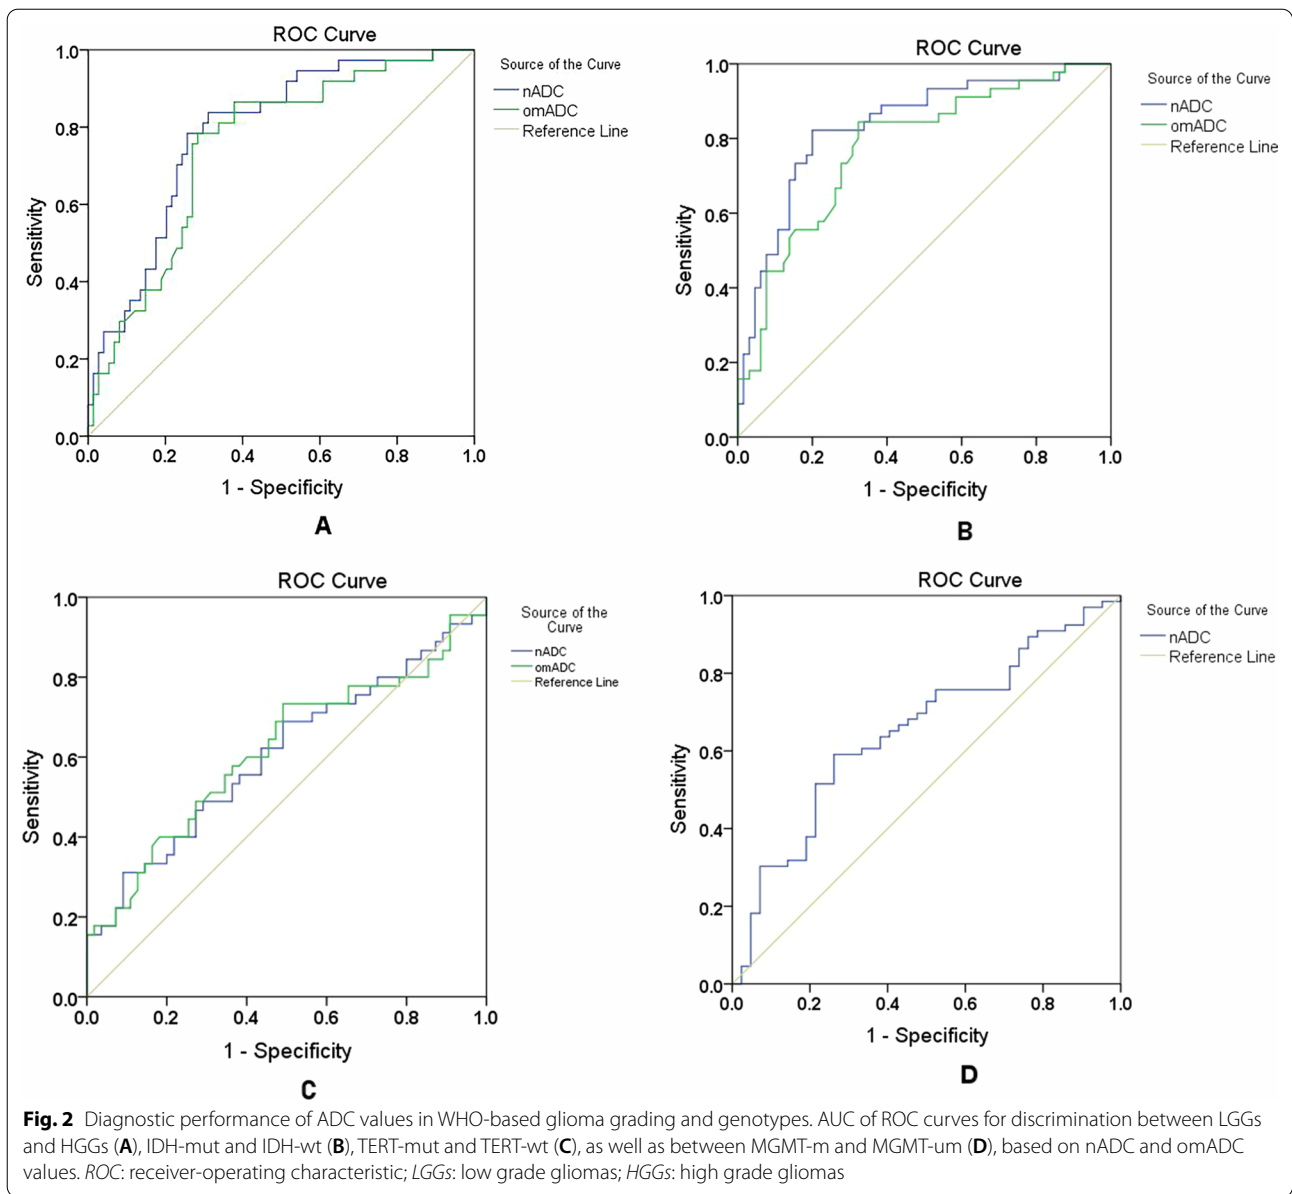 ROC Curve
Source of the Curve
nADC
omADC
Reference Line
1.0
0.8
0.6
0.4
0.2
0.0
Sensitivity
0.0 0.2 0.4 0.6 0.8 1.0
1 - Specificity
A
ROC Curve
Source of the Curve
nADC
omADC
Reference Line
1.0
0.8
0.6
0.4
0.2
0.0
Sensitivity
0.0 0.2 0.4 0.6 0.8 1.0
1 - Specificity
B
ROC Curve
Source of the
Curve
nADC
omADC
Reference Line
1.0
0.8
0.6
0.4
0.2
0.0
Sensitivity
0.0 0.2 0.4 0.6 0.8 1.0
1 - Specificity
C
ROC Curve
Source of the Curve
nADC
Reference Line
1.0
0.8
0.6
0.4
0.2
0.0
Sensitivity
0.0 0.2 0.4 0.6 0.8 1.0
1 - Specificity
D
Fig. 2 Diagnostic performance of ADC values in WHO-based glioma grading and genotypes. AUC of ROC curves for discrimination between LGGs
and HGGs (A), IDH-mut and IDH-wt (B), TERT-mut and TERT-wt (C), as well as between MGMT-m and MGMT-um (D), based on nADC and omADC
values. ROC: receiver-operating characteristic; LGGs: low grade gliomas; HGGs: high grade gliomas